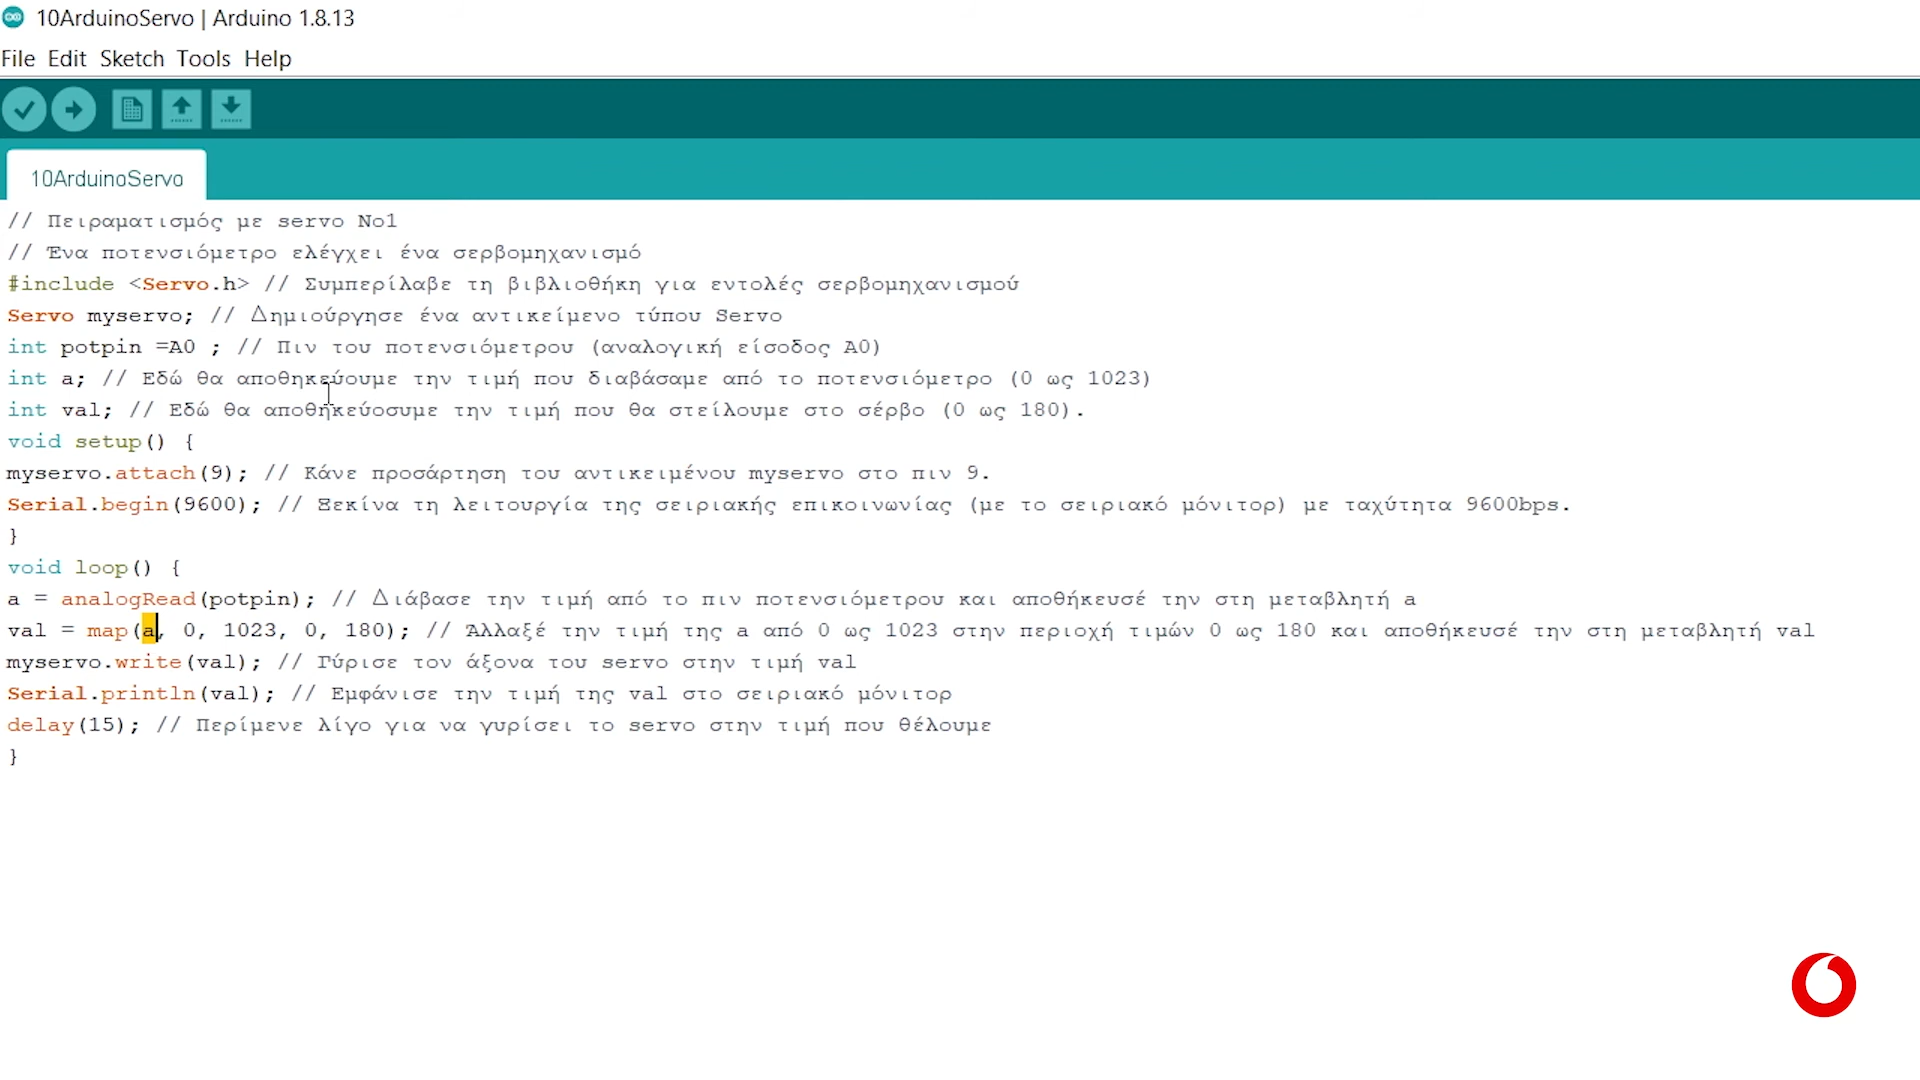 10ArduinoServo | Arduino 1.8.13
File Edit Sketch Tools Help
10ArduinoServo
// Πειραματισμός με servo No1
// Ένα ποτενσιόμετρο ελέγχει ένα σερβομηχανισμό
#include <Servo.h> // Συμπερίλαβε τη βιβλιοθήκη για εντολές σερβομηχανισμού
Servo myservo; // Δημιούργησε ένα αντικείμενο τύπου Servo
int potpin =A0 ; // Πιν του ποτενσιόμετρου (αναλογική είσοδος A0)
int a; // Εδώ θα αποθηκεύουμε την τιμή που διαβάσαμε από το ποτενσιόμετρο (0 ως 1023)
int val; // Εδώ θα αποθηκεύοσυμε την τιμή που θα στείλουμε στο σέρβο (0 ως 180).
void setup() {
myservo.attach(9); // Κάνε προσάρτηση του αντικειμένου myservo στο πιν 9.
Serial.begin(9600); // Ξεκίνα τη λειτουργία της σειριακής επικοινωνίας (με το σειριακό μόνιτορ) με ταχύτητα 9600bps.
}
void loop() {
a = analogRead(potpin); // Διάβασε την τιμή από το πιν ποτενσιόμετρου και αποθήκευσέ την στη μεταβλητή a
val = map(a, 0, 1023, 0, 180); // Άλλαξέ την τιμή της a από 0 ως 1023 στην περιοχή τιμών 0 ως 180 και αποθήκευσέ την στη μεταβλητή val
myservo.write(val); // Γύρισε τον άξονα του servo στην τιμή val
Serial.println(val); // Εμφάνισε την τιμή της val στο σειριακό μόνιτορ
delay(15); // Περίμενε λίγο για να γυρίσει το servo στην τιμή που θέλουμε
}